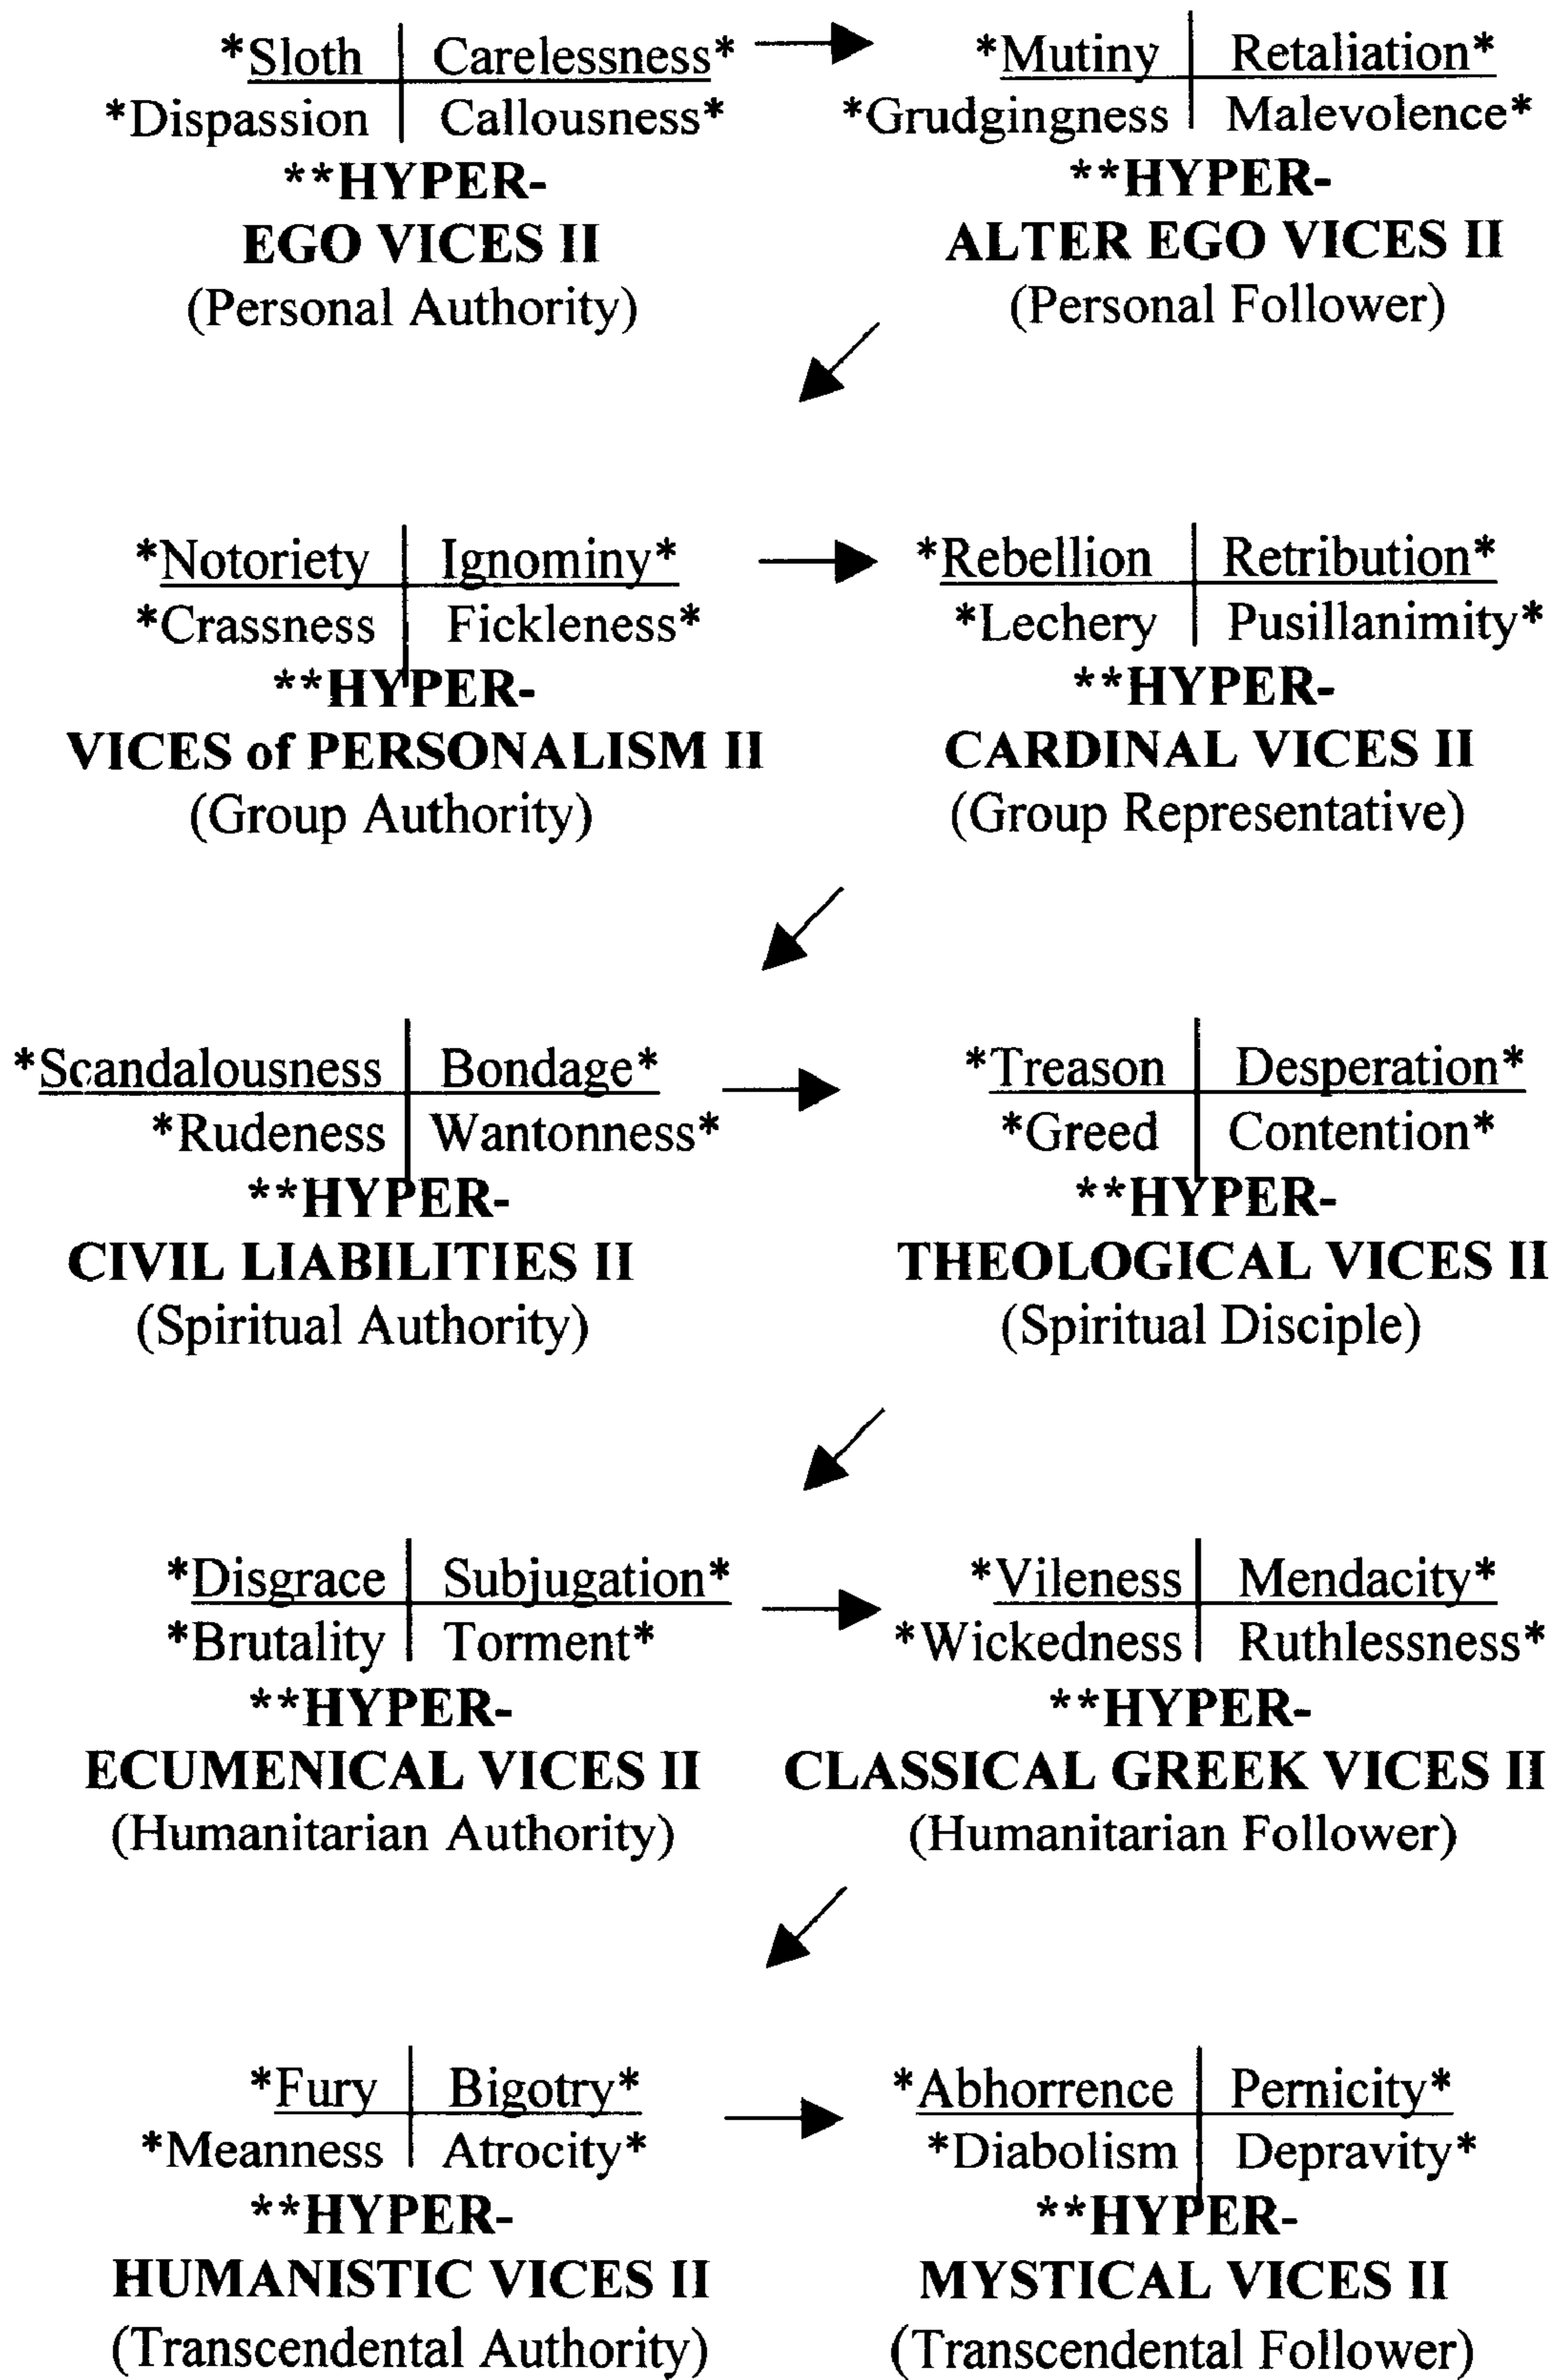 *Sloth Carelessness*
*Dispassion Callousness*
**HYPER-
EGO VICES II
(Personal Authority)
*Mutiny Retaliation*
*Grudgingness Malevolence*
**HYPER-
ALTER EGO VICES II
(Personal Follower)
*Notoriety Ignominy*
*Crassness Fickleness*
**HYPER-
VICES of PERSONALISM II
(Group Authority)
*Rebellion Retribution*
*Lechery Pusillanimity*
**HYPER-
CARDINAL VICES II
(Group Representative)
*Scandalousness Bondage*
*Rudeness Wantonness*
**HYPER-
CIVIL LIABILITIES II
(Spiritual Authority)
*Treason Desperation*
*Greed Contention*
**HYPER-
THEOLOGICAL VICES II
(Spiritual Disciple)
*Disgrace Subjugation*
*Brutality Torment*
**HYPER-
ECUMENICAL VICES II
(Humanitarian Authority)
*Vileness Mendacity*
*Wickedness Ruthlessness*
**HYPER-
CLASSICAL GREEK VICES II
(Humanitarian Follower)
*Fury Bigotry*
*Meanness Atrocity*
**HYPER-
HUMANISTIC VICES II
(Transcendental Authority)
*Abhorrence Pernicity*
*Diabolism Depravity*
**HYPER-
MYSTICAL VICES II
(Transcendental Follower)